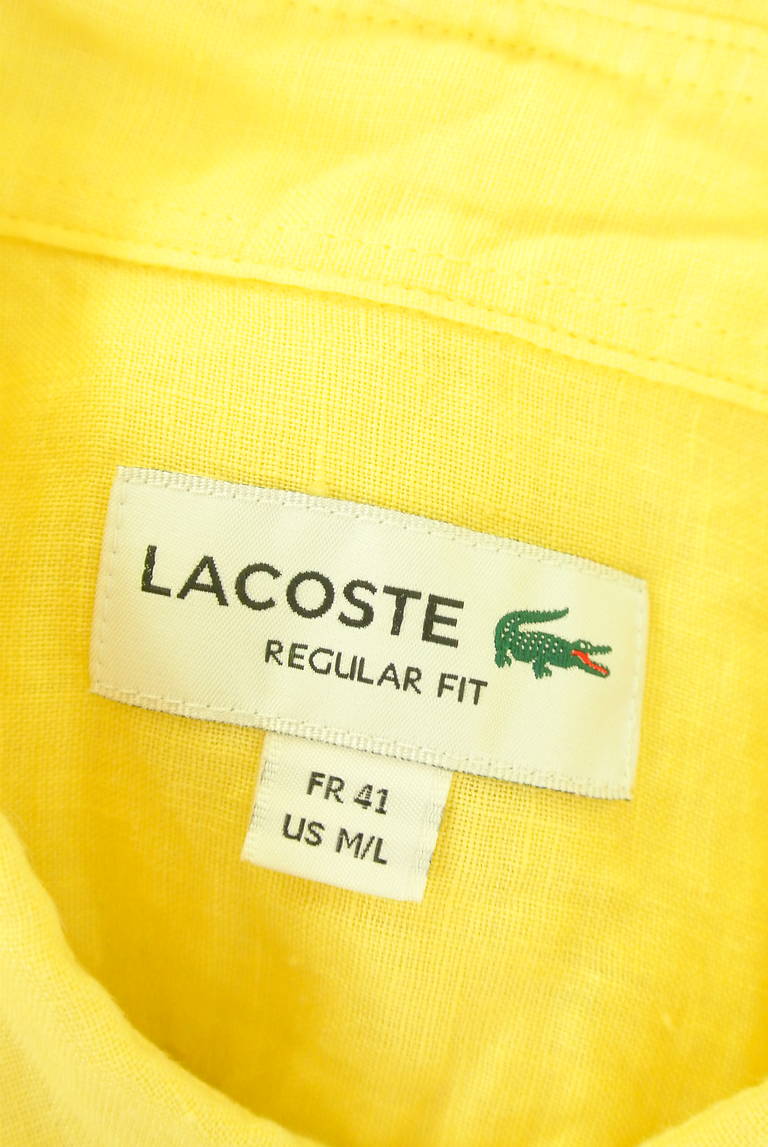 LACOSTE
REGULAR FIT
FR 41
US M/L